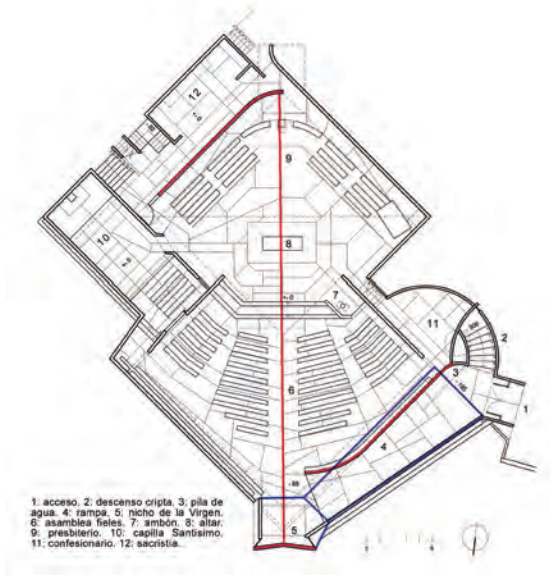 12
9
10
8
7
11
2
3
1
6
4
5
1: acceso. 2: descenso cripta. 3: pila de
agua. 4: rampa. 5: nicho de la Virgen.
6: asamblea fieles. 7: ambón. 8: altar.
9: presbiterio. 10: capilla Santísimo.
11: confesionario. 12: sacristía.